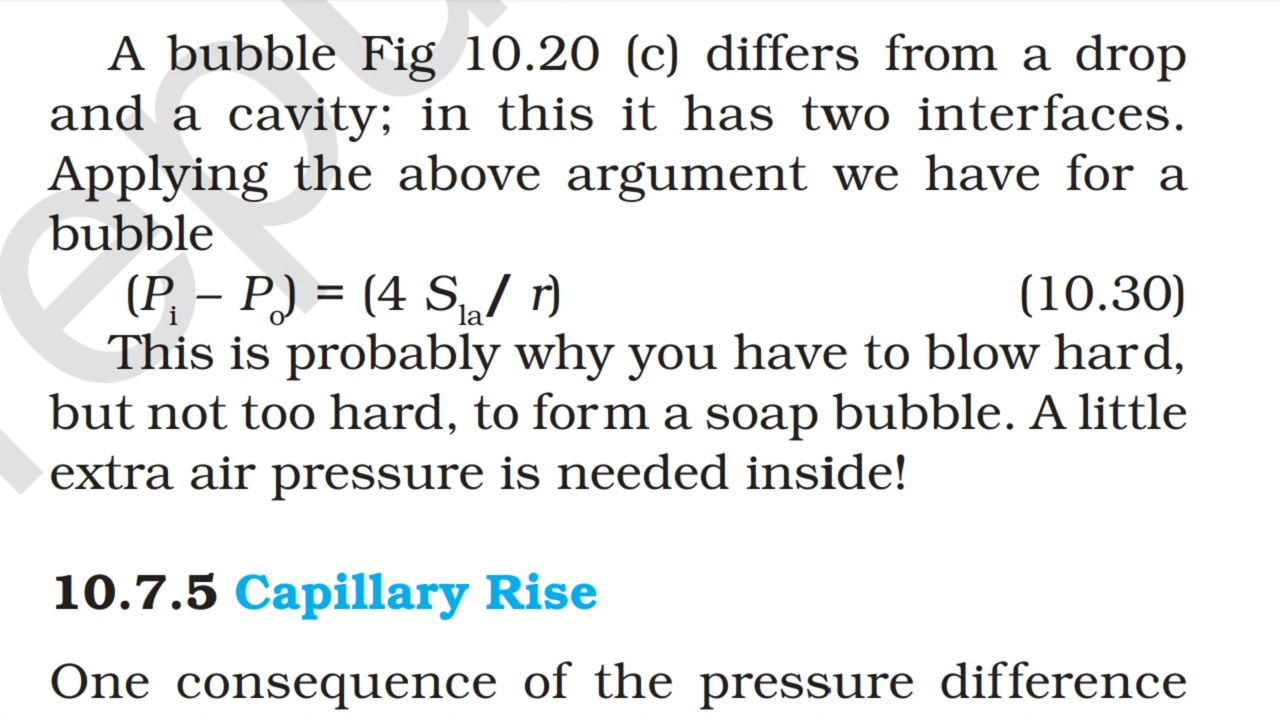 A bubble Fig 10.20 (c) differs from a drop
and a cavity; in this it has two interfaces.
Applying the above argument we have for a
bubble
(Pi – Po) = (4 Sla/ r) (10.30)
This is probably why you have to blow hard,
but not too hard, to form a soap bubble. A little
extra air pressure is needed inside!
10.7.5 Capillary Rise
One consequence of the pressure difference